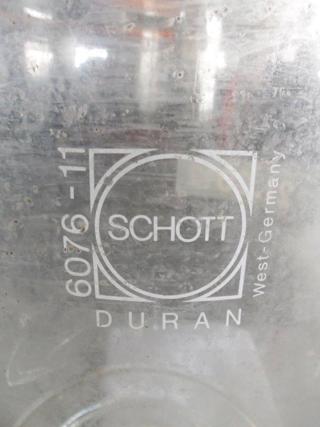 6076-11
SCHOTT
West-Germany
DURAN